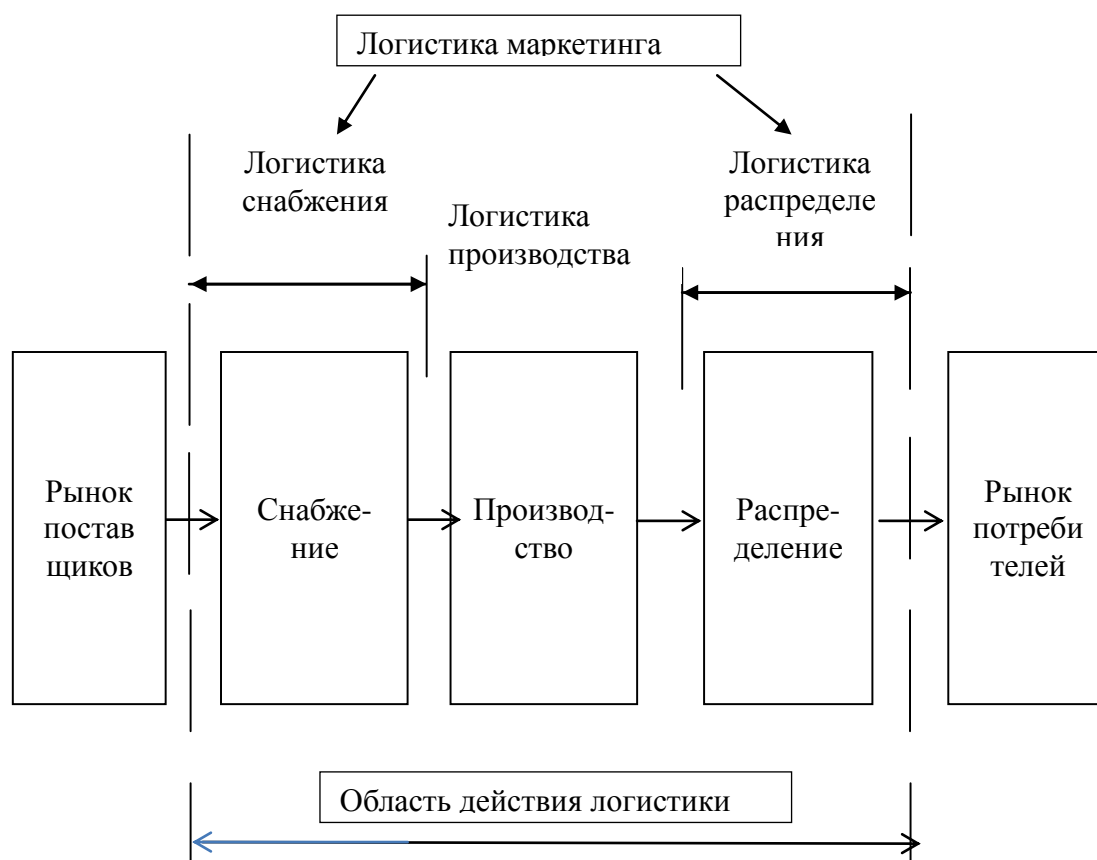 Логистика маркетинга
Логистика
снабжения
Логистика
производства
Логистика
распределе
ния
Рынок
постав
щиков
Снабже-
ние
Производ-
ство
Распре-
деление
Рынок
потреби
телей
Область действия логистики